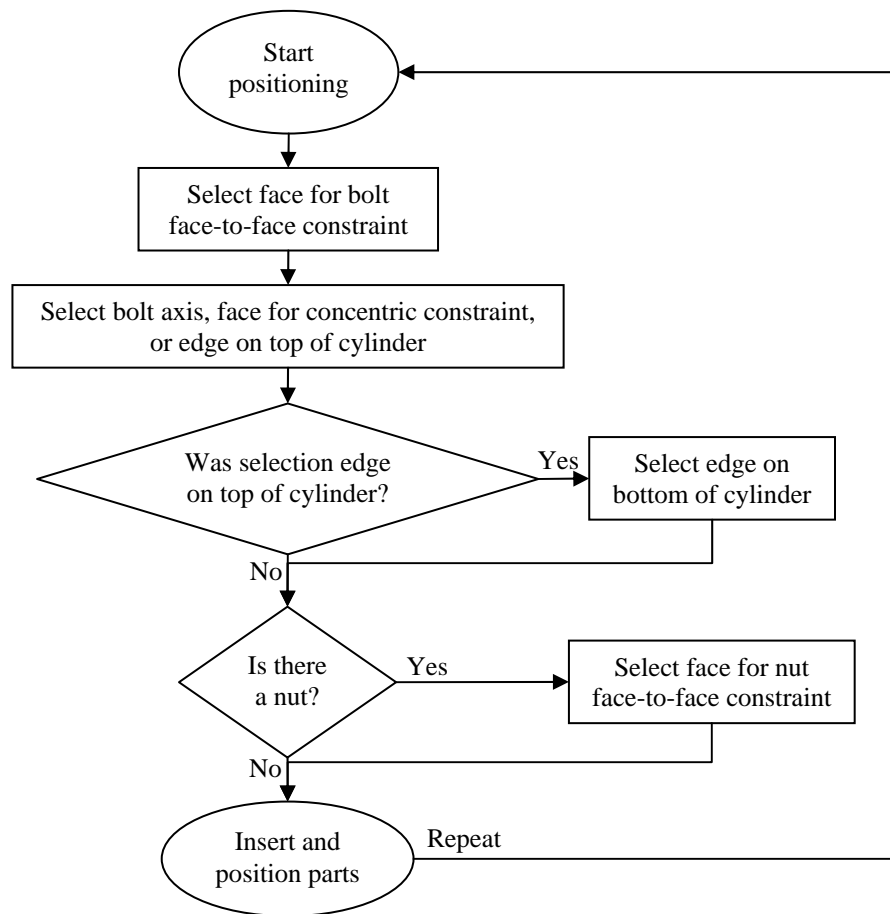 Start
positioning
Select face for bolt
face-to-face constraint
Select bolt axis, face for concentric constraint,
or edge on top of cylinder
Was selection edge
on top of cylinder?
Yes
Select edge on
bottom of cylinder
No
Is there
a nut?
Yes
Select face for nut
face-to-face constraint
No
Insert and
position parts
Repeat